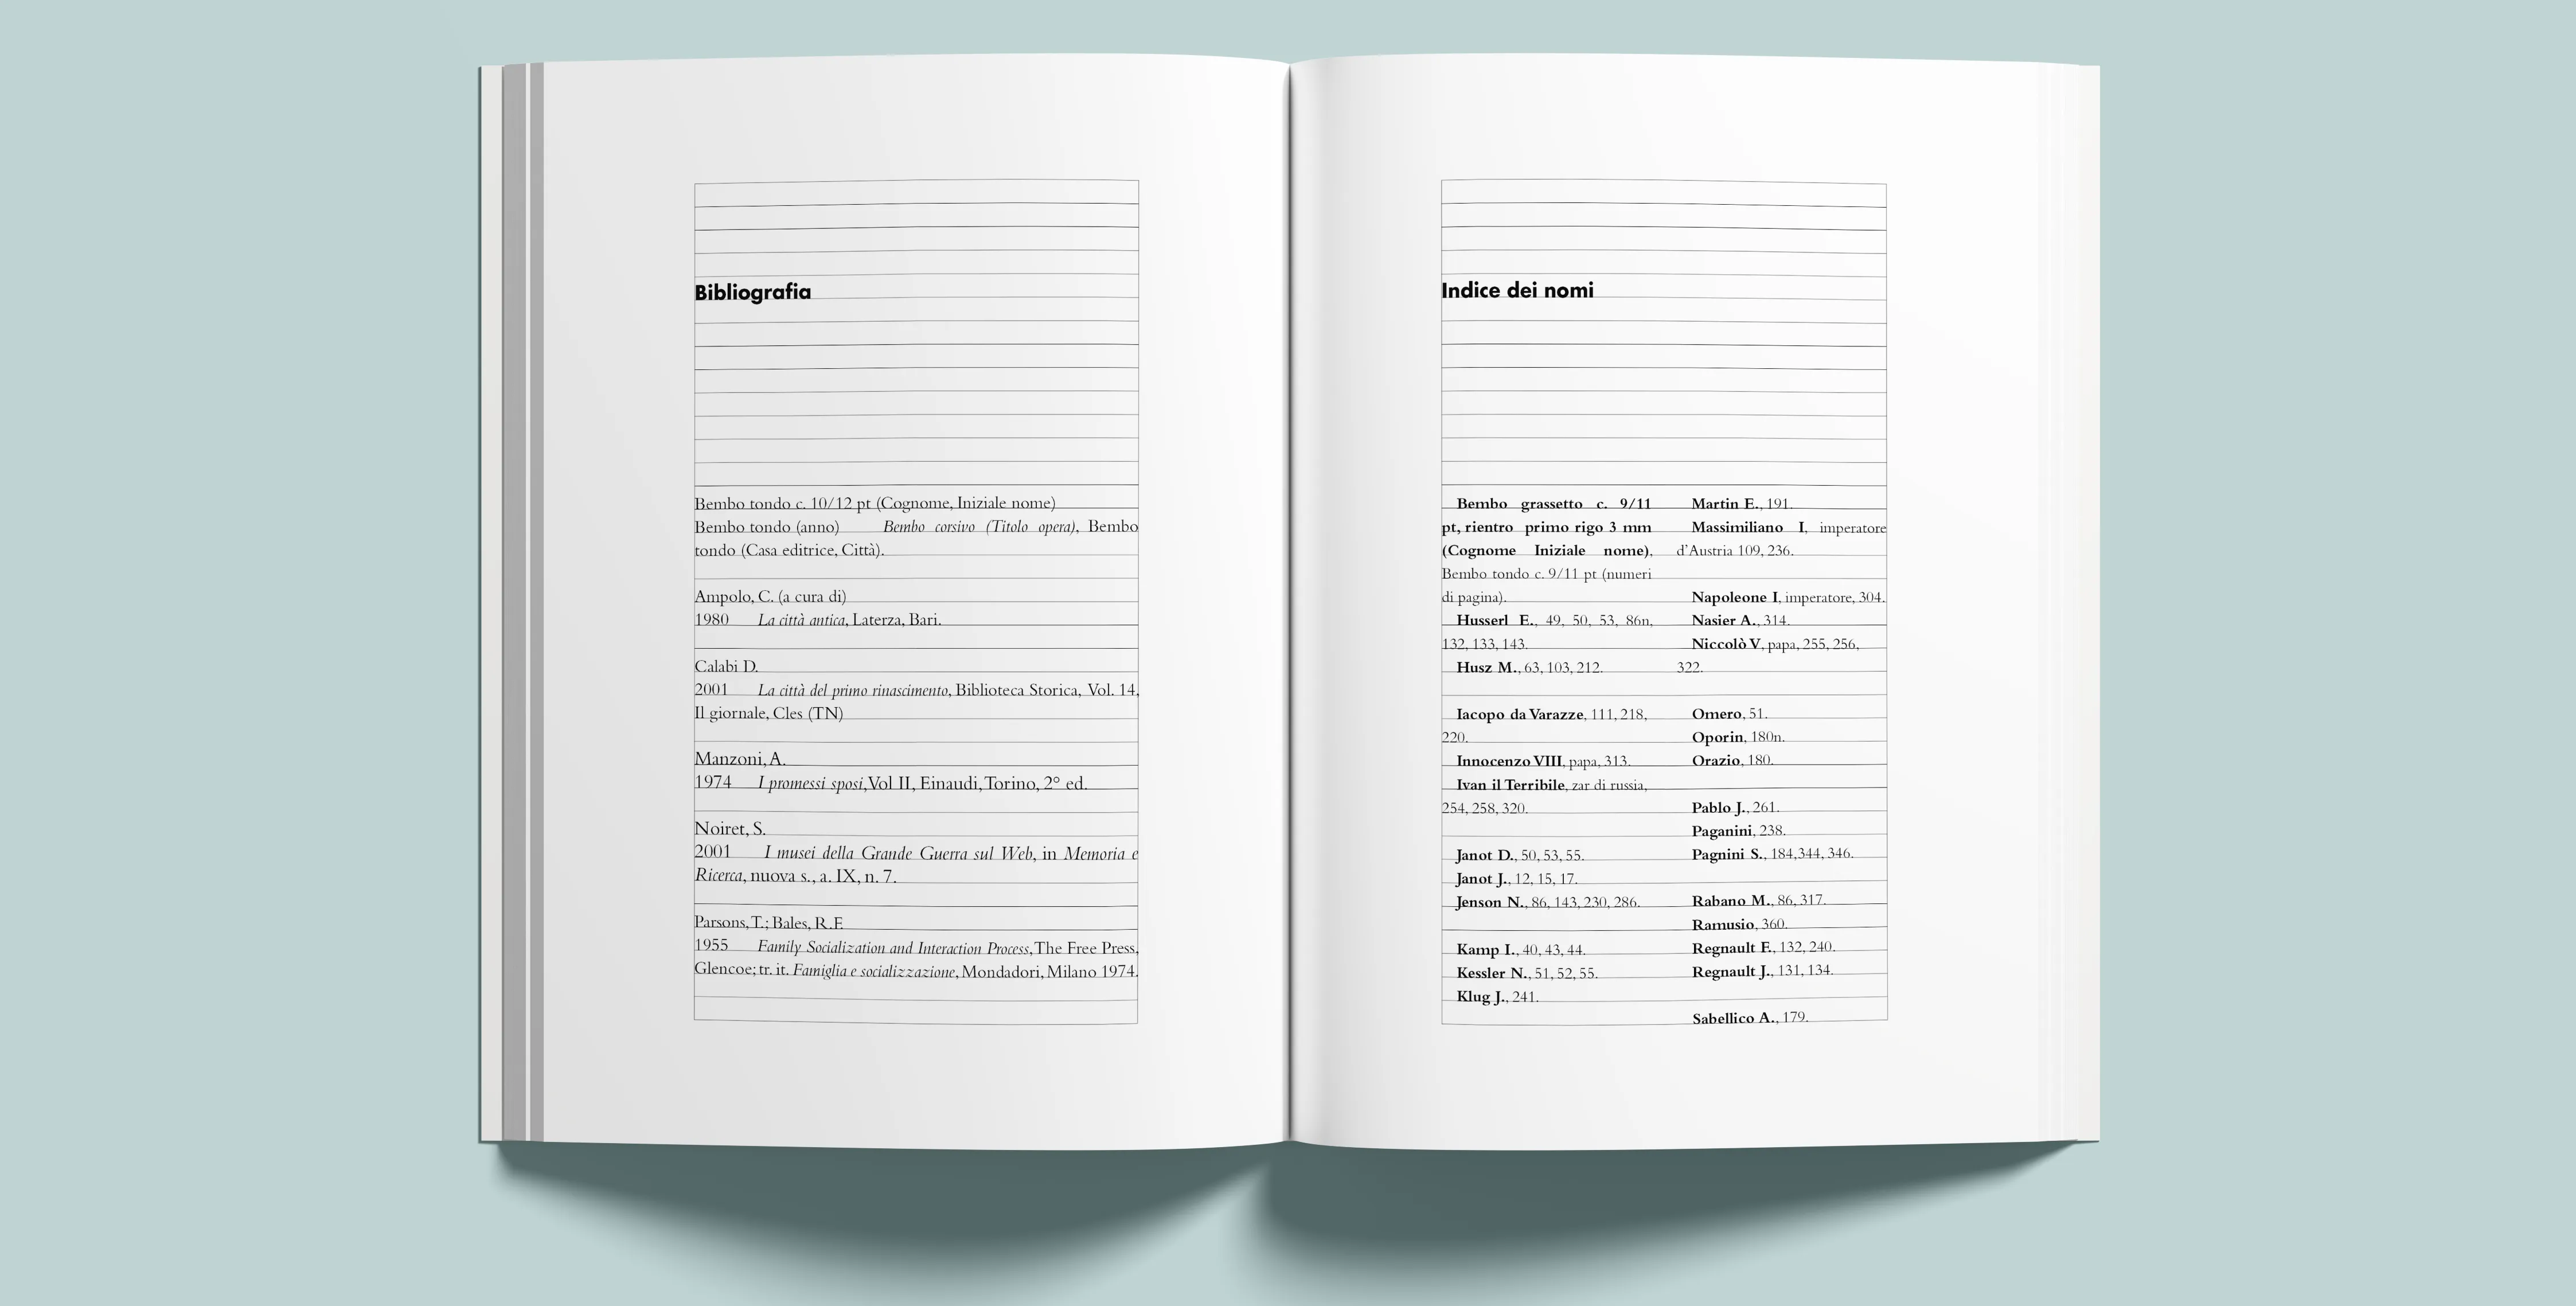 Bibliografia
Bembo tondo c. 10/12 pt (Cognome, Iniziale nome)
Bembo tondo (anno) Bembo corsivo (Titolo opera), Bembo
tondo (Casa editrice, Città).
Ampolo, C. (a cura di)
1980 La città antica, Laterza, Bari.
Calabi D.
2001 La città del primo rinascimento, Biblioteca Storica, Vol. 14,
Il giornale, Cles (TN)
Manzoni, A.
1974 I promessi sposi, Vol II, Einaudi, Torino, 2° ed.
Noiret, S.
2001 I musei della Grande Guerra sul Web, in Memoria e
Ricerca, nuova s., a. IX, n. 7.
Parsons, T.; Bales, R.F.
1955 Family Socialization and Interaction Process, The Free Press,
Glencoe; tr. it. Famiglia e socializzazione, Mondadori, Milano 1974.
Indice dei nomi
Bembo grassetto c. 9/11
pt, rientro primo rigo 3 mm
(Cognome Iniziale nome),
Bembo tondo c. 9/11 pt (numeri
di pagina).
Husserl E., 49, 50, 53, 86n,
132, 133, 143.
Husz M., 63, 103, 212.
Iacopo da Varazze, 111, 218,
220.
Innocenzo VIII, papa, 313.
Ivan il Terribile, zar di russia,
254, 258, 320.
Janot D., 50, 53, 55.
Janot J., 12, 15, 17.
Jenson N., 86, 143, 230, 286.
Kamp I., 40, 43, 44.
Kessler N., 51, 52, 55.
Klug J., 241.
Martin E., 191.
Massimiliano I, imperatore
d'Austria 109, 236.
Napoleone I, imperatore, 304.
Nasier A., 314.
Niccolò V, papa, 255, 256,
322.
Omero, 51.
Oporin, 180n.
Orazio, 180.
Pablo J., 261.
Paganini, 238.
Pagnini S., 184,344, 346.
Rabano M., 86, 317.
Ramusio, 360.
Regnault F., 132, 240.
Regnault J., 131, 134.
Sabellico A., 179.